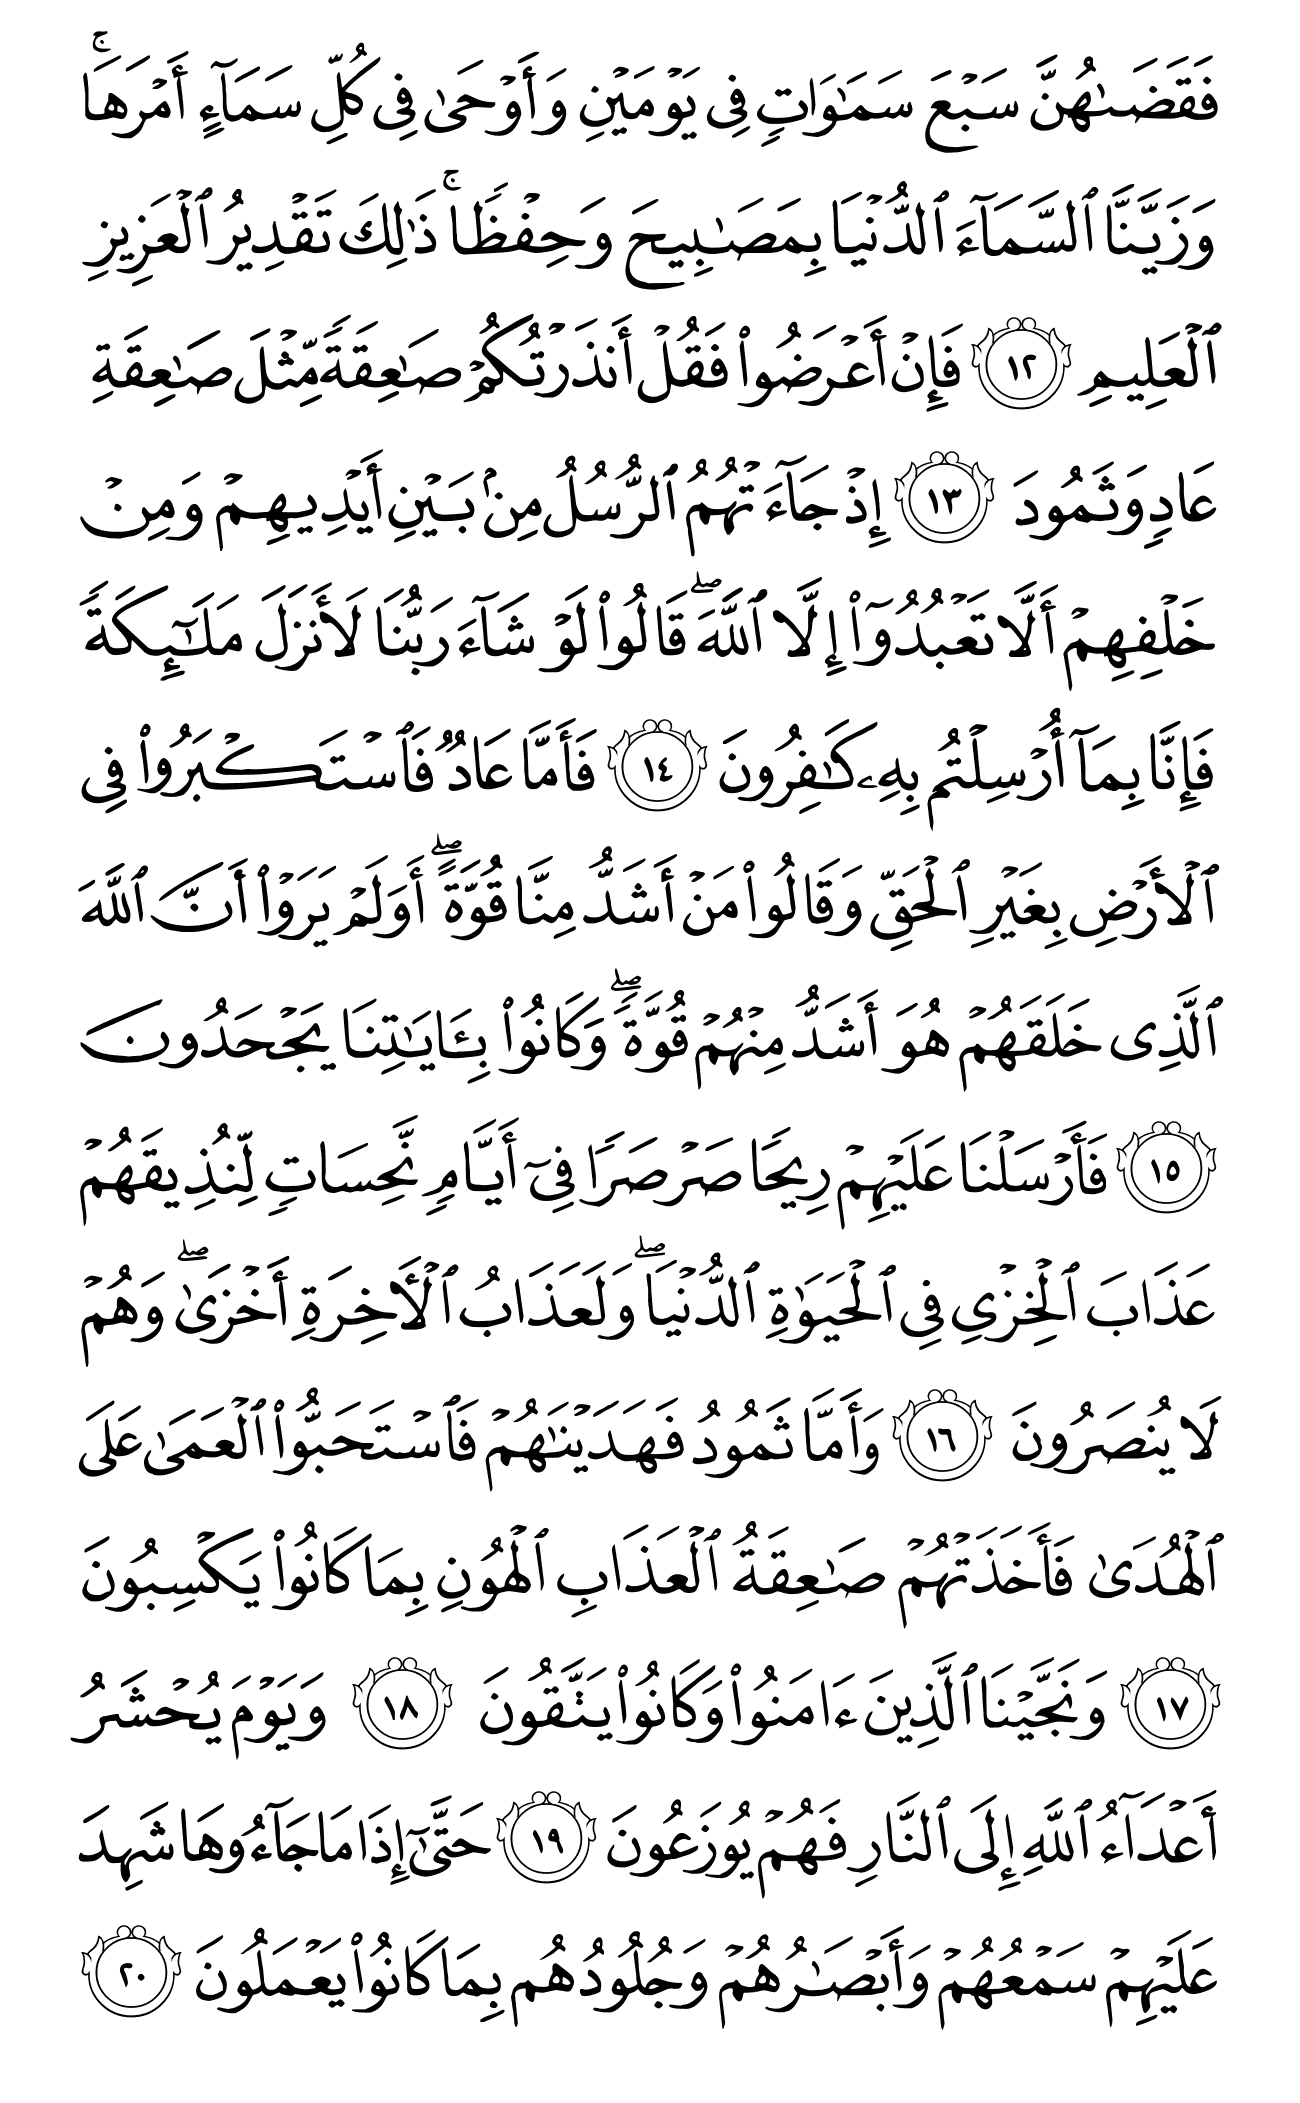 فَقَضَىٰهُنَّ سَبۡعَ سَمَٰوَاتٖ فِي يَوۡمَيۡنِ وَأَوۡحَىٰ فِي كُلِّ سَمَآءٍ أَمۡرَهَاۚ
وَزَيَّنَّا ٱلسَّمَآءَ ٱلدُّنۡيَا بِمَصَٰبِيحَ وَحِفۡظٗاۚ ذَٰلِكَ تَقۡدِيرُ ٱلۡعَزِيزِ
ٱلۡعَلِيمِ ١٢ فَإِنۡ أَعۡرَضُواْ فَقُلۡ أَنذَرۡتُكُمۡ صَٰعِقَةٗ مِّثۡلَ صَٰعِقَةِ
عَادٖ وَثَمُودَ ١٣ إِذۡ جَآءَتۡهُمُ ٱلرُّسُلُ مِنۢ بَيۡنِ أَيۡدِيهِمۡ وَمِنۡ
خَلۡفِهِمۡ أَلَّا تَعۡبُدُوٓاْ إِلَّا ٱللَّهَۖ قَالُواْ لَوۡ شَآءَ رَبُّنَا لَأَنزَلَ مَلَٰٓئِكَةٗ
فَإِنَّا بِمَآ أُرۡسِلۡتُم بِهِۦ كَٰفِرُونَ ١٤ فَأَمَّا عَادٞ فَٱسۡتَكۡبَرُواْ فِي
ٱلۡأَرۡضِ بِغَيۡرِ ٱلۡحَقِّ وَقَالُواْ مَنۡ أَشَدُّ مِنَّا قُوَّةًۖ أَوَلَمۡ يَرَوۡاْ أَنَّ ٱللَّهَ
ٱلَّذِي خَلَقَهُمۡ هُوَ أَشَدُّ مِنۡهُمۡ قُوَّةٗۖ وَكَانُواْ بِـَٔايَٰتِنَا يَجۡحَدُونَ
١٥ فَأَرۡسَلۡنَا عَلَيۡهِمۡ رِيحٗا صَرۡصَرٗا فِيٓ أَيَّامٖ نَّحِسَاتٖ لِّنُذِيقَهُمۡ
عَذَابَ ٱلۡخِزۡيِ فِي ٱلۡحَيَوٰةِ ٱلدُّنۡيَاۖ وَلَعَذَابُ ٱلۡأٓخِرَةِ أَخۡزَىٰۖ وَهُمۡ
لَا يُنصَرُونَ ١٦ وَأَمَّا ثَمُودُ فَهَدَيۡنَٰهُمۡ فَٱسۡتَحَبُّواْ ٱلۡعَمَىٰ عَلَى
ٱلۡهُدَىٰ فَأَخَذَتۡهُمۡ صَٰعِقَةُ ٱلۡعَذَابِ ٱلۡهُونِ بِمَا كَانُواْ يَكۡسِبُونَ
١٧ وَنَجَّيۡنَا ٱلَّذِينَ ءَامَنُواْ وَكَانُواْ يَتَّقُونَ ١٨ وَيَوۡمَ يُحۡشَرُ
أَعۡدَآءُ ٱللَّهِ إِلَى ٱلنَّارِ فَهُمۡ يُوزَعُونَ ١٩ حَتَّىٰٓ إِذَا مَا جَآءُوهَا شَهِدَ
عَلَيۡهِمۡ سَمۡعُهُمۡ وَأَبۡصَٰرُهُمۡ وَجُلُودُهُم بِمَا كَانُواْ يَعۡمَلُونَ ٢٠